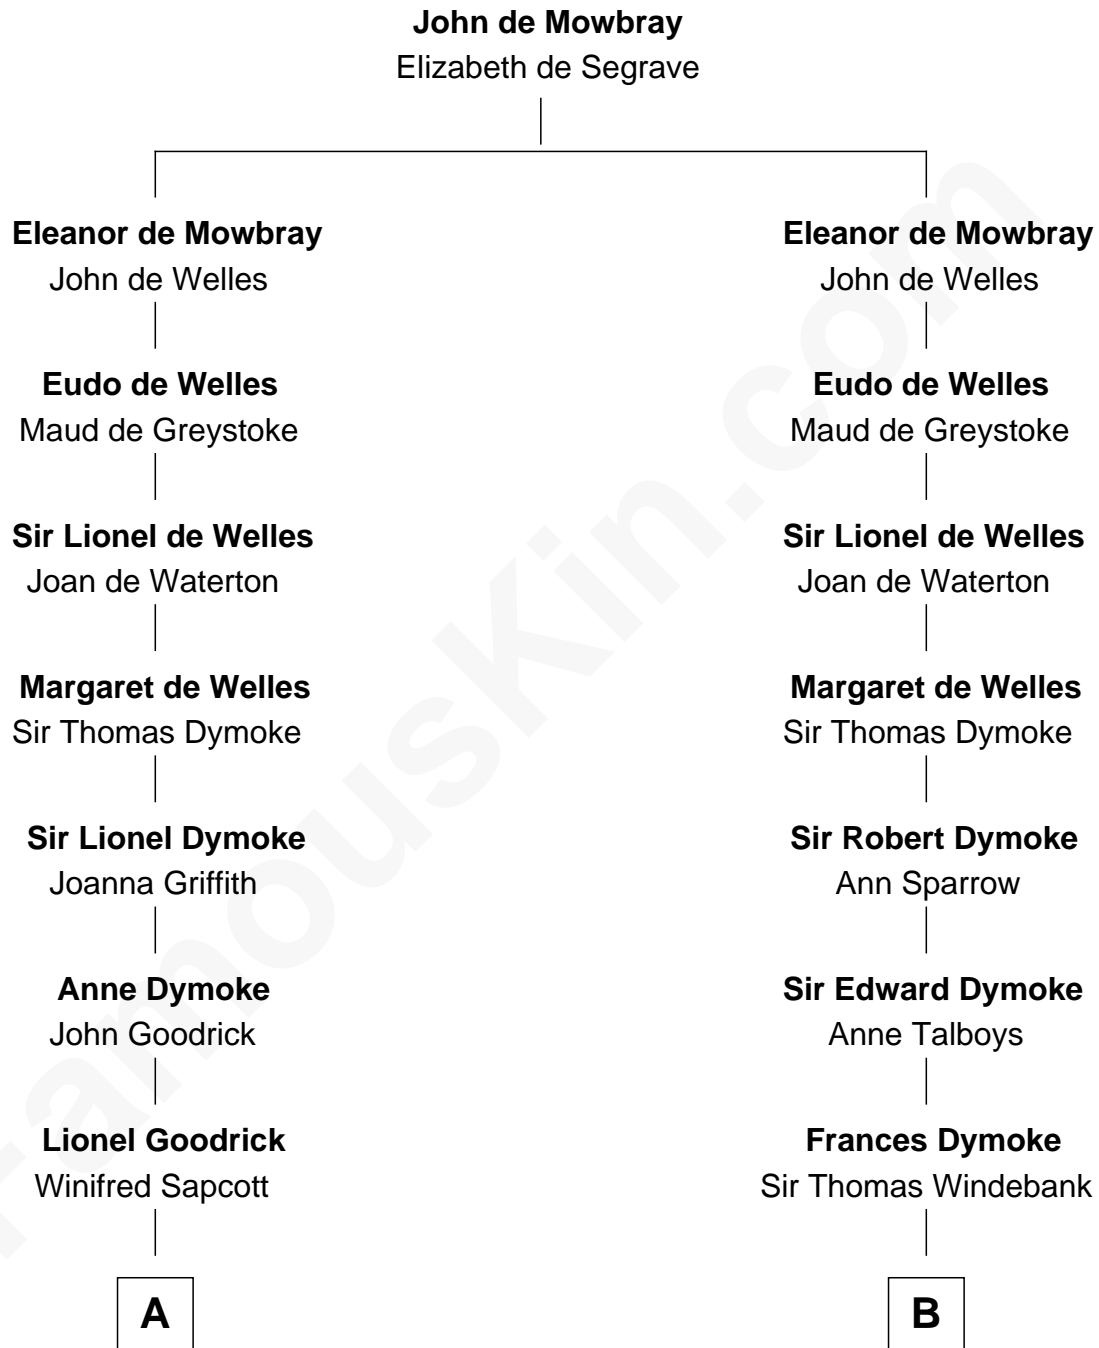 John de Mowbray
Elizabeth de Segrave
Eleanor de Mowbray
John de Welles
Eudo de Welles
Maud de Greystoke
Sir Lionel de Welles
Joan de Waterton
Margaret de Welles
Sir Thomas Dymoke
Sir Lionel Dymoke
Joanna Griffith
Anne Dymoke
John Goodrick
Lionel Goodrick
Winifred Sapcott
A
Eleanor de Mowbray
John de Welles
Eudo de Welles
Maud de Greystoke
Sir Lionel de Welles
Joan de Waterton
Margaret de Welles
Sir Thomas Dymoke
Sir Robert Dymoke
Ann Sparrow
Sir Edward Dymoke
Anne Talboys
Frances Dymoke
Sir Thomas Windebank
B
FamousKin.com